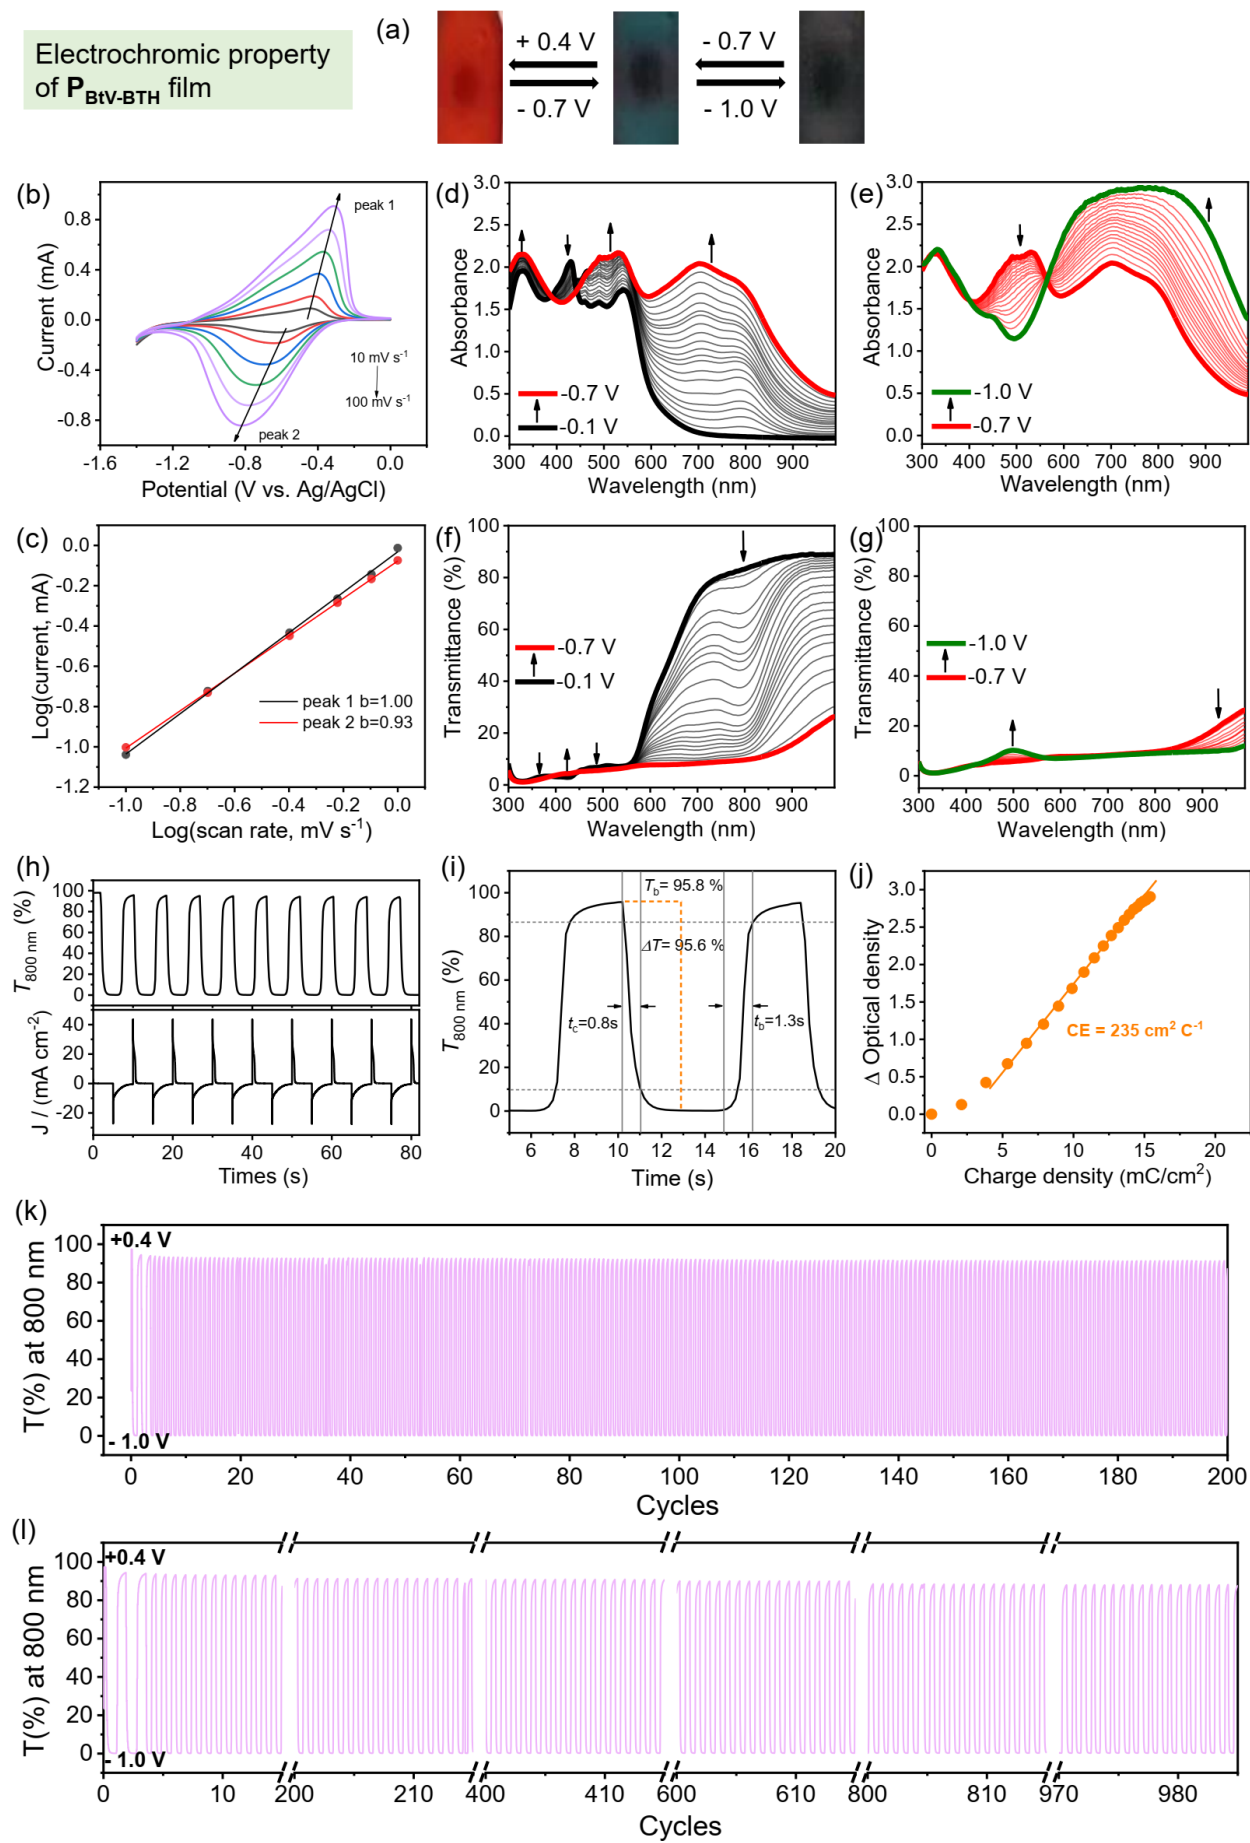 Electrochromic property
of P_BtV-BTH film
(a)
+ 0.4 V
- 0.7 V
- 0.7 V
- 1.0 V
(b)
Current (mA)
0.8
0.4
0.0
-0.4
-0.8
peak 1
10 mV s⁻¹
100 mV s⁻¹
peak 2
-1.6 -1.2 -0.8 -0.4 0.0
Potential (V vs. Ag/AgCl)
(d)
Absorbance
3.0
2.5
2.0
1.5
1.0
0.5
0.0
-0.7 V
-0.1 V
300 400 500 600 700 800 900
Wavelength (nm)
(e)
Absorbance
3.0
2.5
2.0
1.5
1.0
0.5
0.0
-1.0 V
-0.7 V
300 400 500 600 700 800 900
Wavelength (nm)
(c)
Log(current, mA)
0.0
-0.2
-0.4
-0.6
-0.8
-1.0
-1.2
peak 1 b=1.00
peak 2 b=0.93
-1.0 -0.8 -0.6 -0.4 -0.2 0.0
Log(scan rate, mV s⁻¹)
(f)
Transmittance (%)
100
80
60
40
20
0
-0.7 V
-0.1 V
300 400 500 600 700 800 900
Wavelength (nm)
(g)
Transmittance (%)
100
80
60
40
20
0
-1.0 V
-0.7 V
300 400 500 600 700 800 900
Wavelength (nm)
(h)
T800 nm (%)
100
80
60
40
20
0
J / (mA cm⁻²)
40
20
0
-20
0 20 40 60 80
Times (s)
(i)
T800 nm (%)
100
80
60
40
20
0
Tb= 95.8 %
ΔT= 95.6 %
tc=0.8s
tb=1.3s
6 8 10 12 14 16 18 20
Time (s)
(j)
Δ Optical density
3.0
2.5
2.0
1.5
1.0
0.5
0.0
CE = 235 cm² C⁻¹
0 5 10 15 20
Charge density (mC/cm²)
(k)
T(%) at 800 nm
100
80
60
40
20
0
+0.4 V
- 1.0 V
0 20 40 60 80 100 120 140 160 180 200
Cycles
(l)
T(%) at 800 nm
100
80
60
40
20
0
+0.4 V
- 1.0 V
0 10 200 210 400 410 600 610 800 810 970 980
Cycles